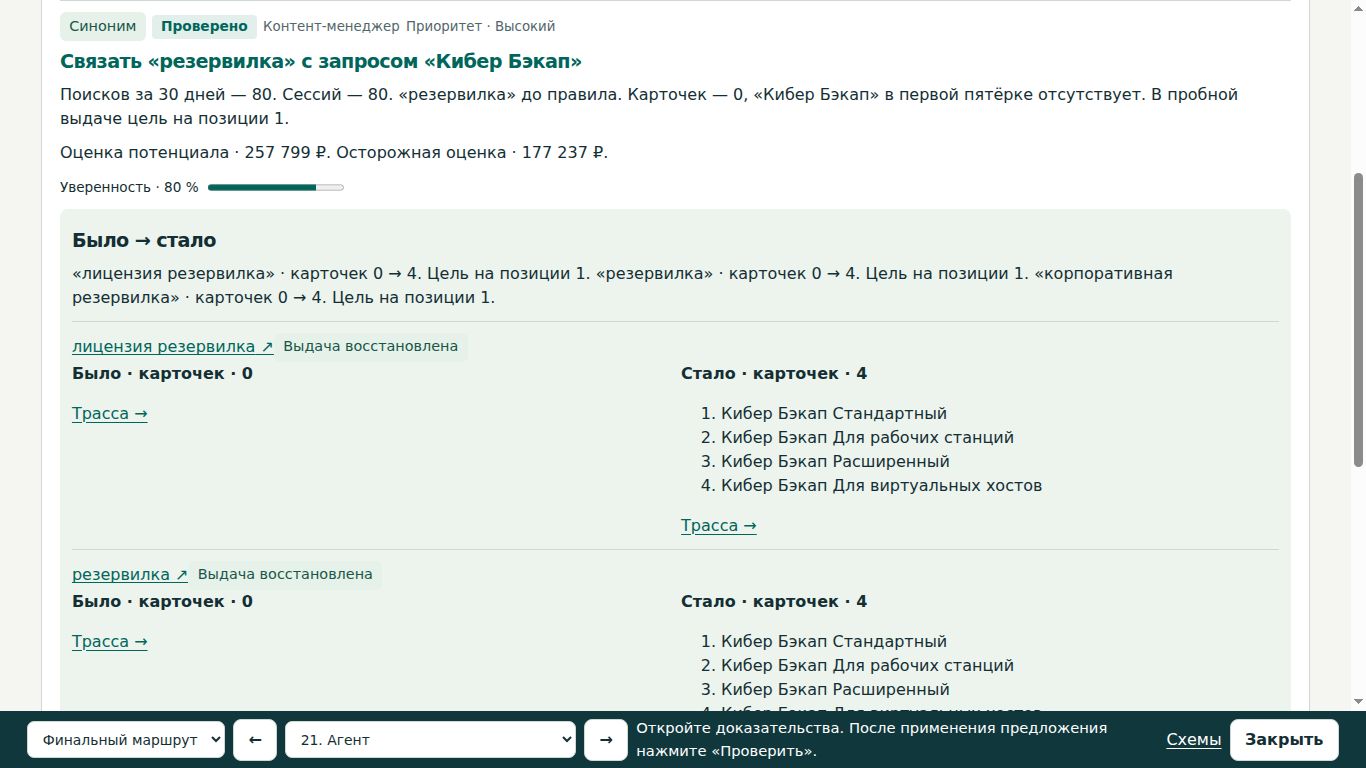 Синоним Проверено Контент-менеджер Приоритет · Высокий
Связать «резервилка» с запросом «Кибер Бэкап»
Поисков за 30 дней — 80. Сессий — 80. «резервилка» до правила. Карточек — 0, «Кибер Бэкап» в первой пятёрке отсутствует. В пробной
выдаче цель на позиции 1.
Оценка потенциала · 257 799 ₽. Осторожная оценка · 177 237 ₽.
Уверенность · 80 %
Было → стало
«лицензия резервилка» · карточек 0 → 4. Цель на позиции 1. «резервилка» · карточек 0 → 4. Цель на позиции 1. «корпоративная
резервилка» · карточек 0 → 4. Цель на позиции 1.
лицензия резервилка ↗ Выдача восстановлена
Было · карточек · 0
Трасса →
Стало · карточек · 4
1. Кибер Бэкап Стандартный
2. Кибер Бэкап Для рабочих станций
3. Кибер Бэкап Расширенный
4. Кибер Бэкап Для виртуальных хостов
Трасса →
резервилка ↗ Выдача восстановлена
Было · карточек · 0
Трасса →
Стало · карточек · 4
1. Кибер Бэкап Стандартный
2. Кибер Бэкап Для рабочих станций
3. Кибер Бэкап Расширенный
4. Кибер Бэкап Для виртуальных хостов
Финальный маршрут ← 21. Агент → Откройте доказательства. После применения предложения
нажмите «Проверить».
Схемы Закрыть